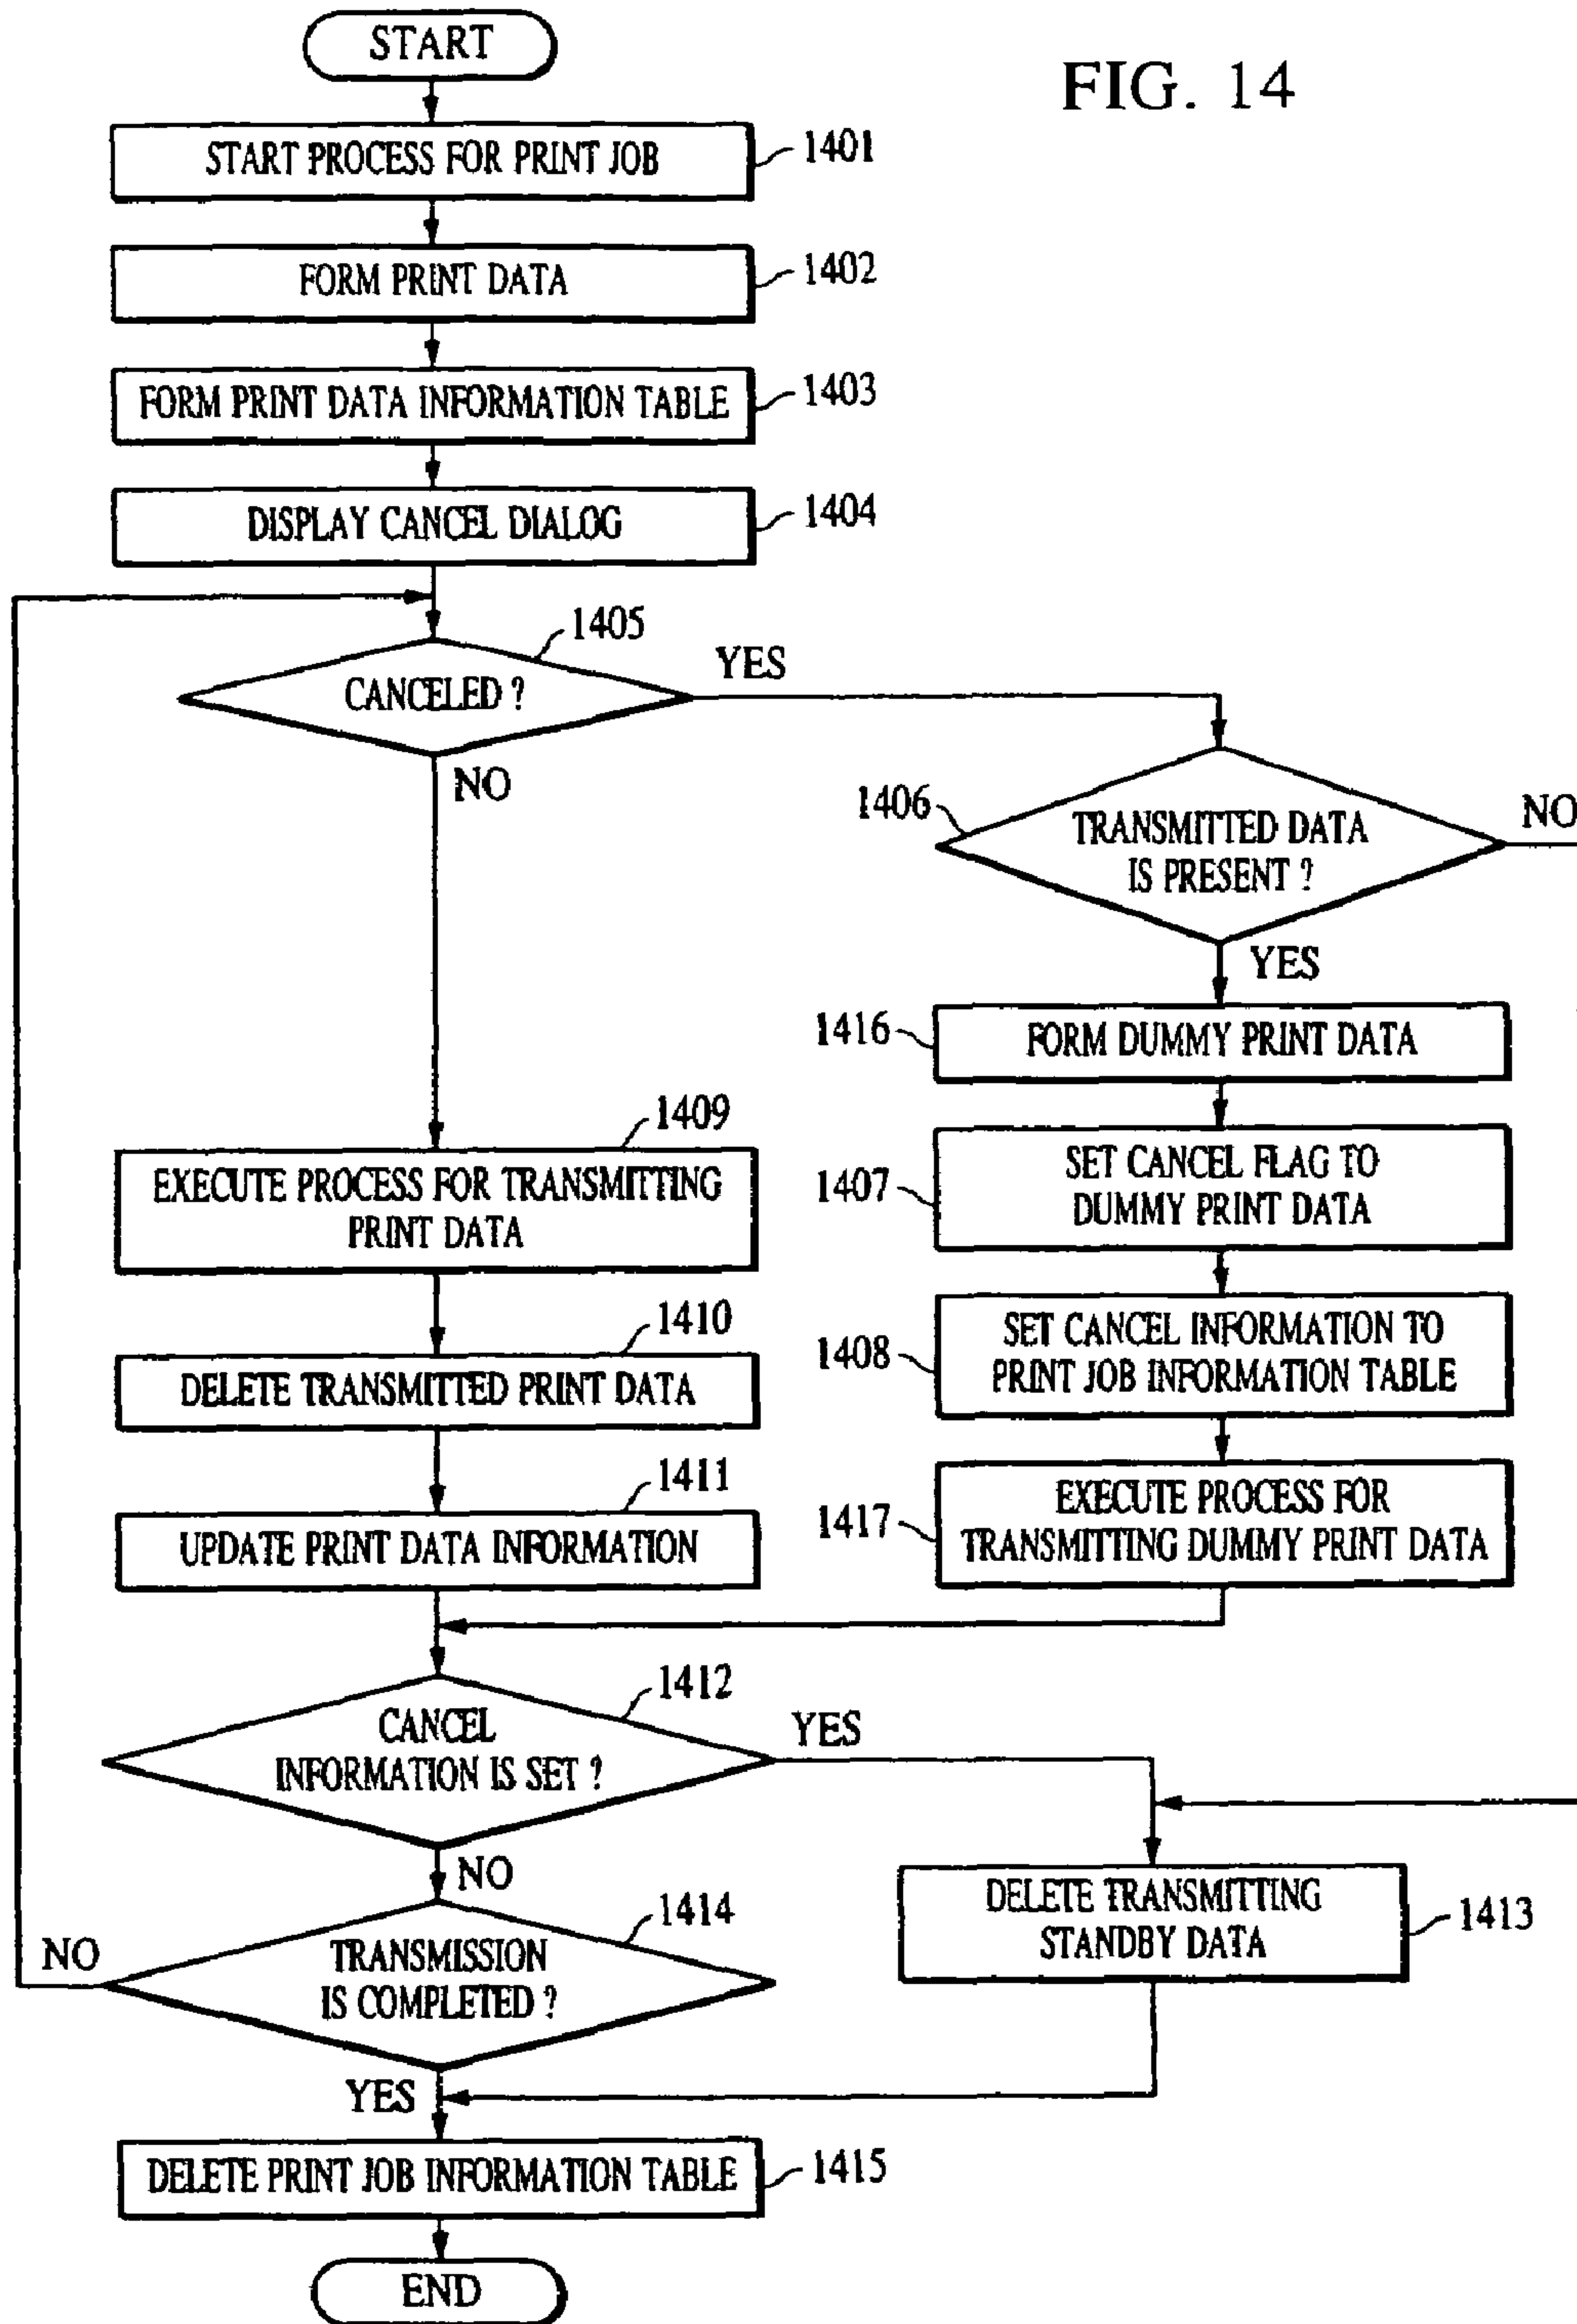 START
FIG. 14
START PROCESS FOR PRINT JOB
1401
FORM PRINT DATA
1402
FORM PRINT DATA INFORMATION TABLE
1403
DISPLAY CANCEL DIALOG
1404
1405
CANCELED ?
YES
NO
1406
TRANSMITTED DATA
IS PRESENT ?
NO
YES
1416
FORM DUMMY PRINT DATA
1407
SET CANCEL FLAG TO
DUMMY PRINT DATA
1409
EXECUTE PROCESS FOR TRANSMITTING
PRINT DATA
1408
SET CANCEL INFORMATION TO
PRINT JOB INFORMATION TABLE
1410
DELETE TRANSMITTED PRINT DATA
1417
EXECUTE PROCESS FOR
TRANSMITTING DUMMY PRINT DATA
1411
UPDATE PRINT DATA INFORMATION
1412
CANCEL
INFORMATION IS SET ?
YES
NO
DELETE TRANSMITTING
STANDBY DATA
1413
1414
TRANSMISSION
IS COMPLETED ?
NO
YES
DELETE PRINT JOB INFORMATION TABLE
1415
END